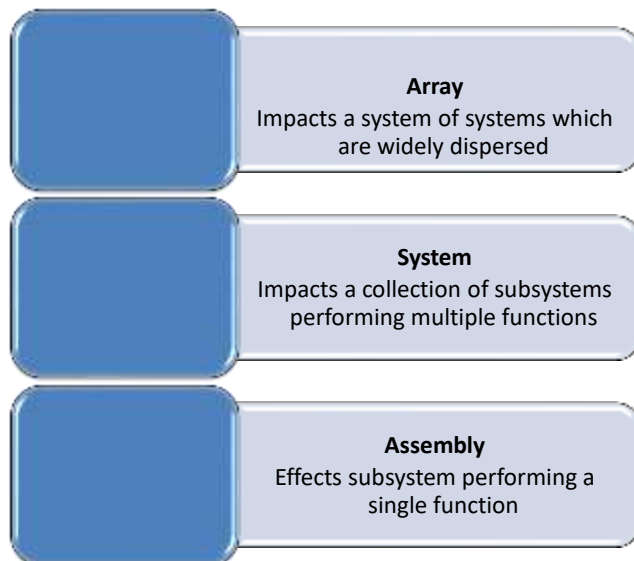 Array
Impacts a system of systems which
are widely dispersed
System
Impacts a collection of subsystems
performing multiple functions
Assembly
Effects subsystem performing a
single function